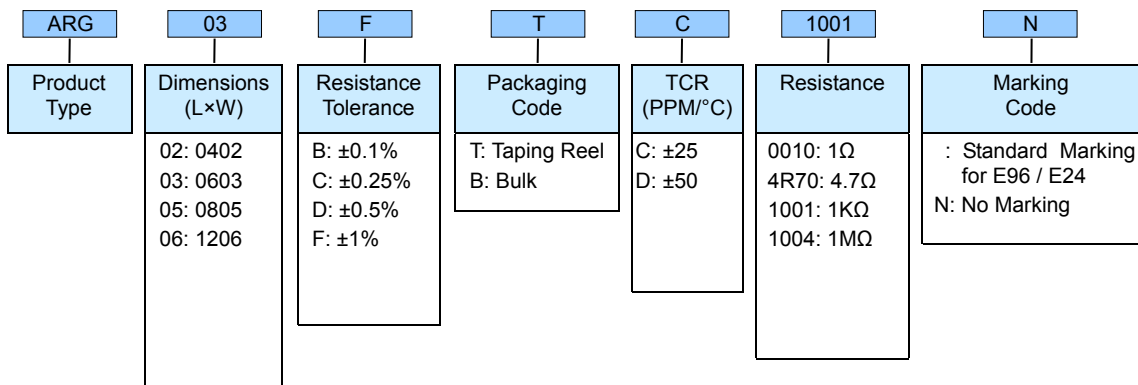 ARG 03 F T C 1001 N
Product
Type
Dimensions
(L×W)
Resistance
Tolerance
Packaging
Code
TCR
(PPM/°C)
Resistance
Marking
Code
02: 0402
03: 0603
05: 0805
06: 1206
B: ±0.1%
C: ±0.25%
D: ±0.5%
F: ±1%
T: Taping Reel
B: Bulk
C: ±25
D: ±50
0010: 1Ω
4R70: 4.7Ω
1001: 1KΩ
1004: 1MΩ
: Standard Marking
for E96 / E24
N: No Marking